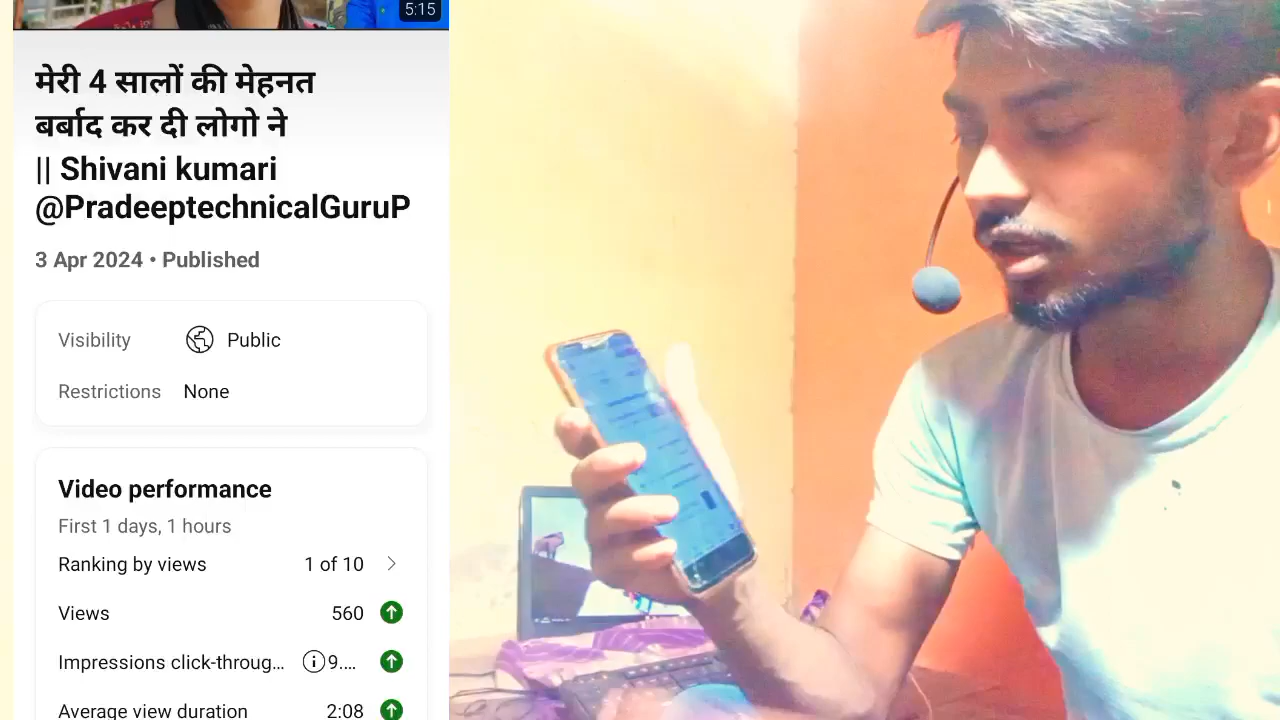 5:15
मेरी 4 सालों की मेहनत
बर्बाद कर दी लोगो ने
|| Shivani kumari
@PradeeptechnicalGuruP
3 Apr 2024 • Published
Visibility Public
Restrictions None
Video performance
First 1 days, 1 hours
Ranking by views 1 of 10
Views 560
Impressions click-throug... 9....
Average view duration 2:08